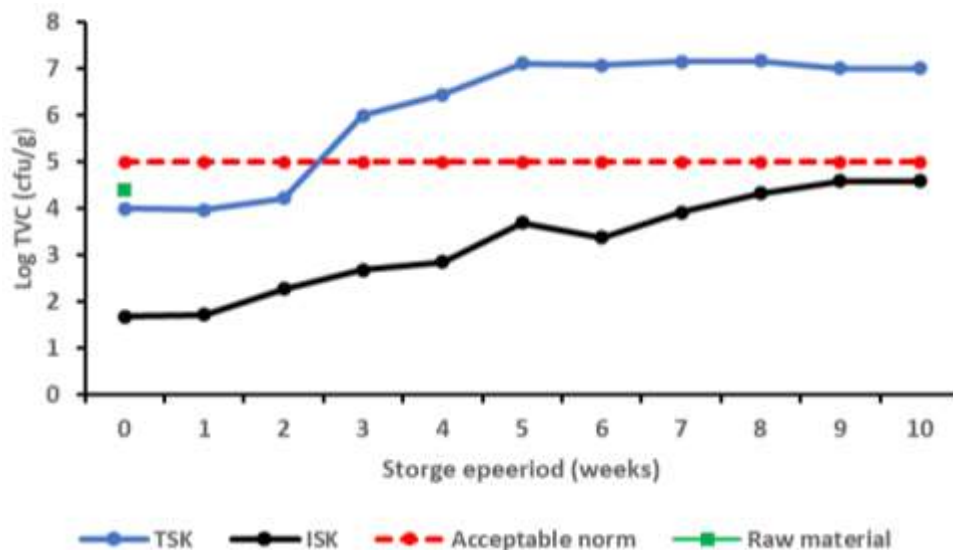 Log TVC (cfu/g)
8
7
6
5
4
3
2
1
0
0 1 2 3 4 5 6 7 8 9 10
Storge epeeriod (weeks)
TSK ISK Acceptable norm Raw material